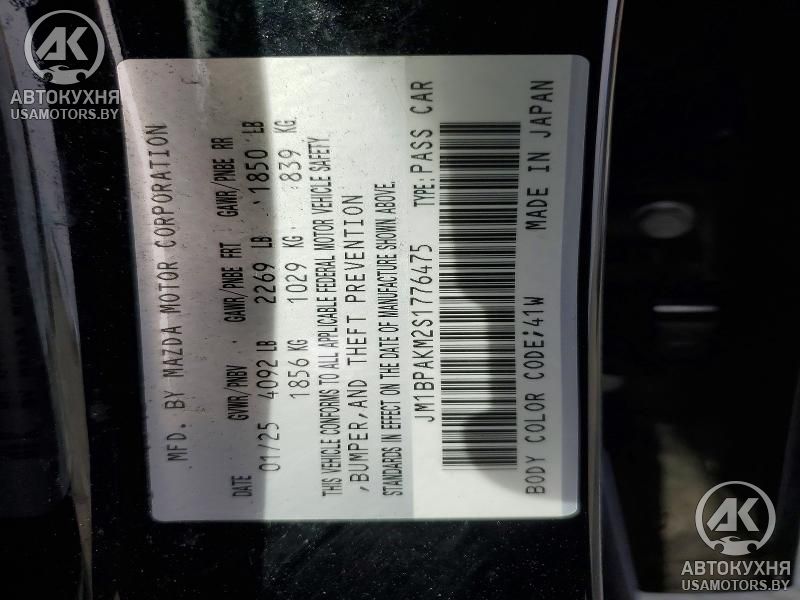 MFD. BY MAZDA MOTOR CORPORATION
DATE GVWR/PNBV GAWR/PNBE FRT GAWR/PNBE RR
01/25 4092 LB 2269 LB 1850 LB
1856 KG 1029 KG 839 KG
THIS VEHICLE CONFORMS TO ALL APPLICABLE FEDERAL MOTOR VEHICLE SAFETY,
,BUMPER,AND THEFT PREVENTION
STANDARDS IN EFFECT ON THE DATE OF MANUFACTURE SHOWN ABOVE.
JM1BPAKM2S1776475 TYPE:PASS CAR
BODY COLOR CODE;41W MADE IN JAPAN
АК
АВТОКУХНЯ
USAMOTORS.BY
АК
АВТОКУХНЯ
USAMOTORS.BY